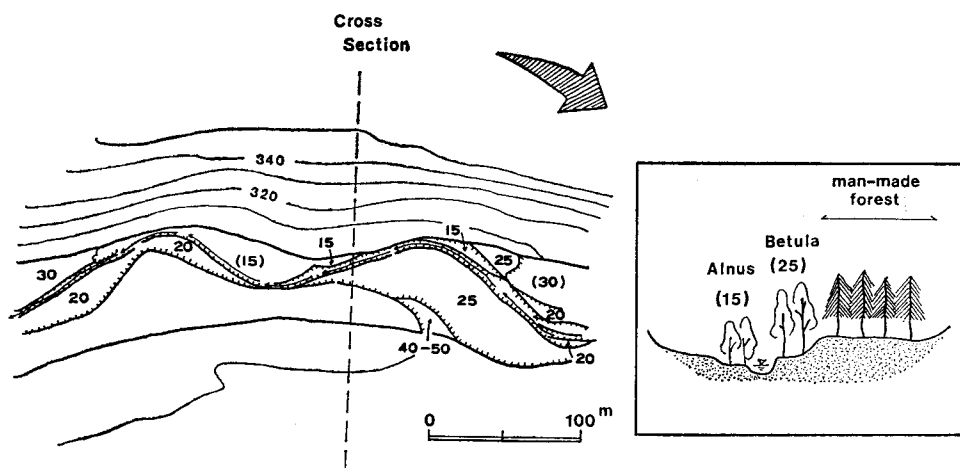 Cross
Section
340
320
15
20
(15)
15
25
30
(30)
20
25
20
40-50
20
0
100 m
man-made
forest
Betula
(25)
Alnus
(15)